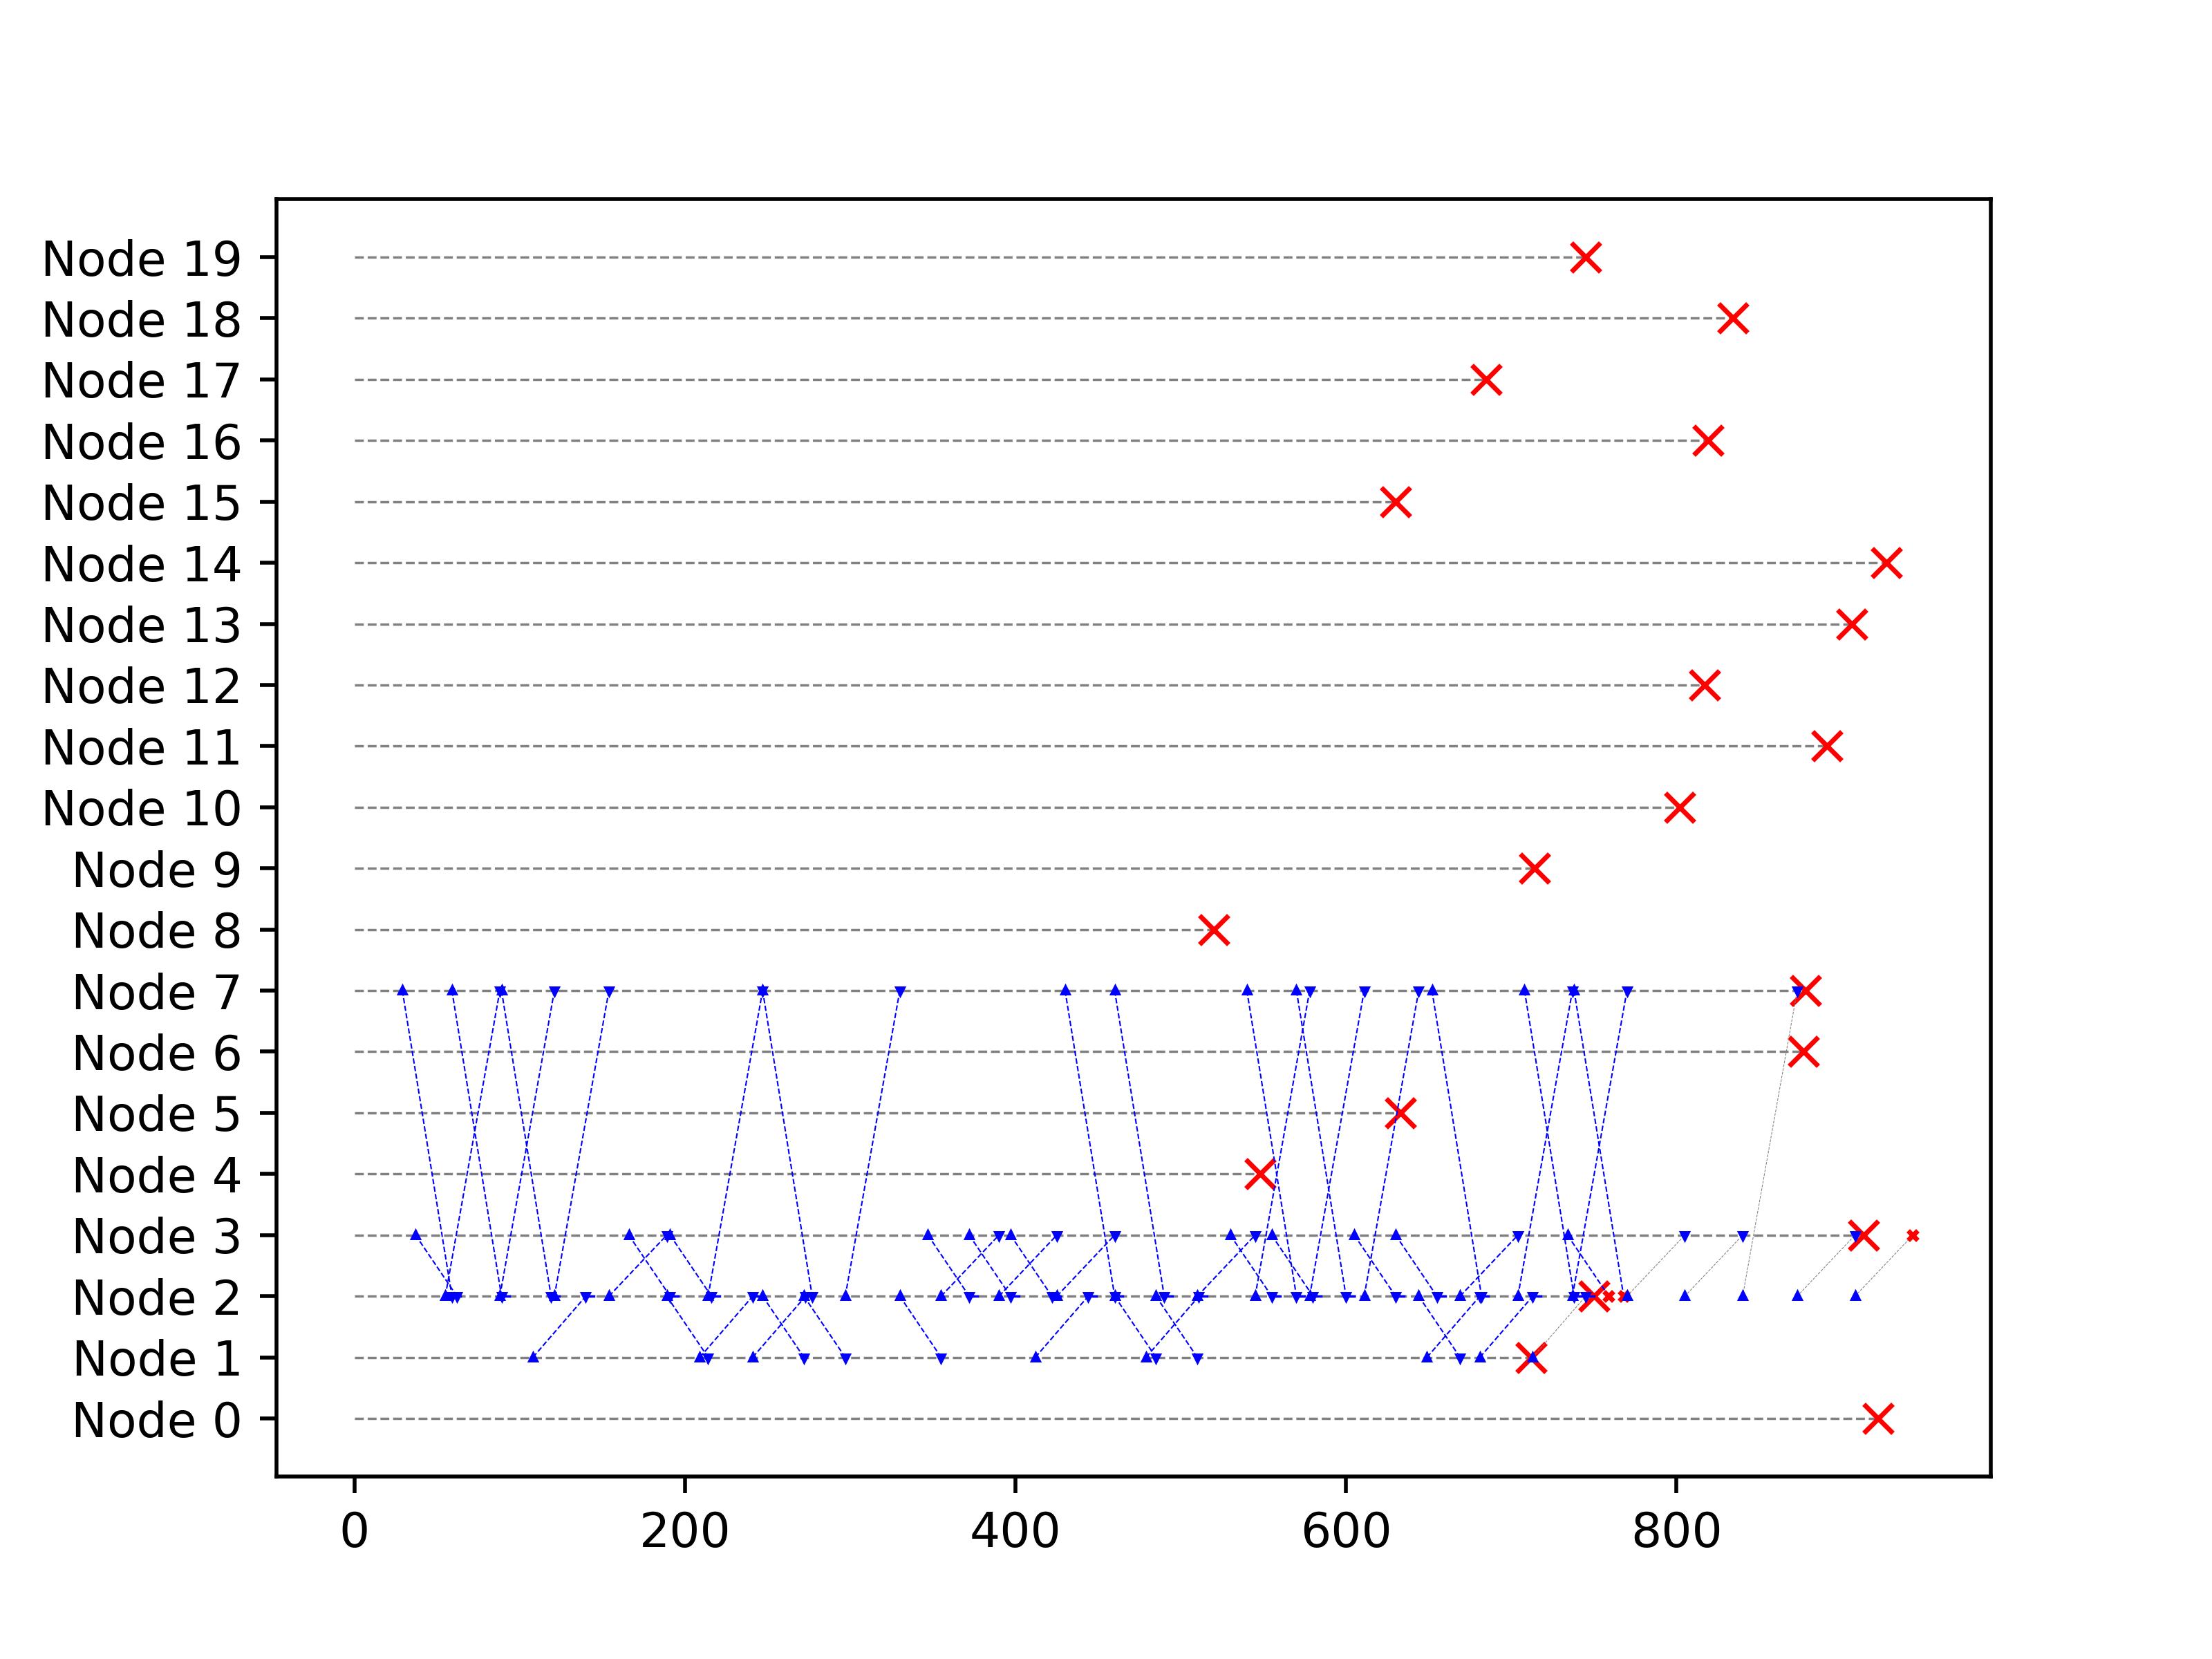 Node 19
Node 18
Node 17
Node 16
Node 15
Node 14
Node 13
Node 12
Node 11
Node 10
Node 9
Node 8
Node 7
Node 6
Node 5
Node 4
Node 3
Node 2
Node 1
Node 0
0 200 400 600 800